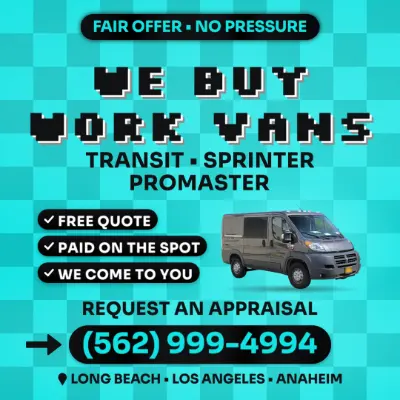 FAIR OFFER • NO PRESSURE
WE BUY
WORK VANS
TRANSIT • SPRINTER
PROMASTER
FREE QUOTE
PAID ON THE SPOT
WE COME TO YOU
REQUEST AN APPRAISAL
(562) 999-4994
LONG BEACH • LOS ANGELES • ANAHEIM